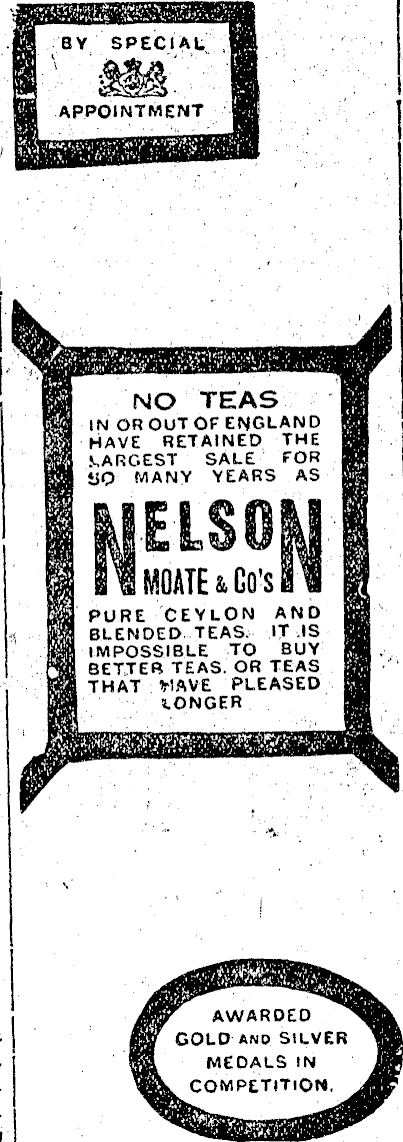 BY SPECIAL
APPOINTMENT
NO TEAS
IN OR OUT OF ENGLAND
HAVE RETAINED THE
LARGEST SALE FOR
SO MANY YEARS AS
NELSON
MOATE & Co's
PURE CEYLON AND
BLENDED TEAS. IT IS
IMPOSSIBLE TO BUY
BETTER TEAS. OR TEAS
THAT HAVE PLEASED
LONGER
AWARDED
GOLD AND SILVER
MEDALS IN
COMPETITION.